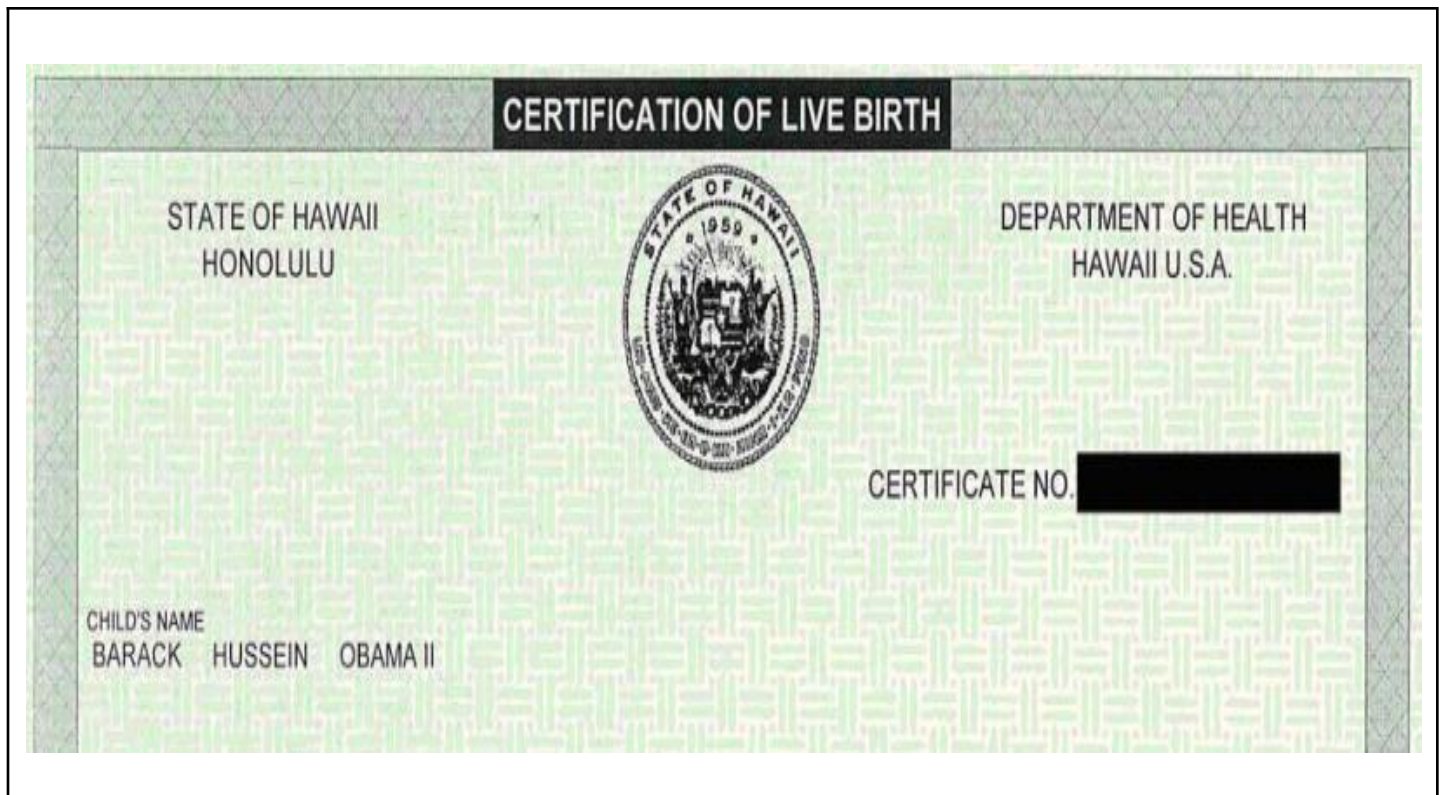 CERTIFICATION OF LIVE BIRTH
STATE OF HAWAII
HONOLULU
STATE OF HAWAII
1959
DEPARTMENT OF HEALTH
HAWAII U.S.A.
CERTIFICATE NO.
CHILD'S NAME
BARACK HUSSEIN OBAMA II